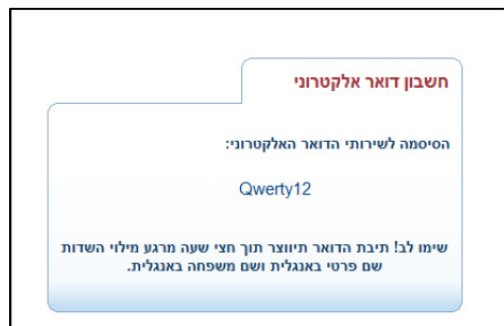 חשבון דואר אלקטרוני
הסיסמה לשירותי הדואר האלקטרוני:
Qwerty12
שימו לב! תיבת הדואר תיווצר תוך חצי שעה מרגע מילוי השדות
שם פרטי באנגלית ושם משפחה באנגלית.